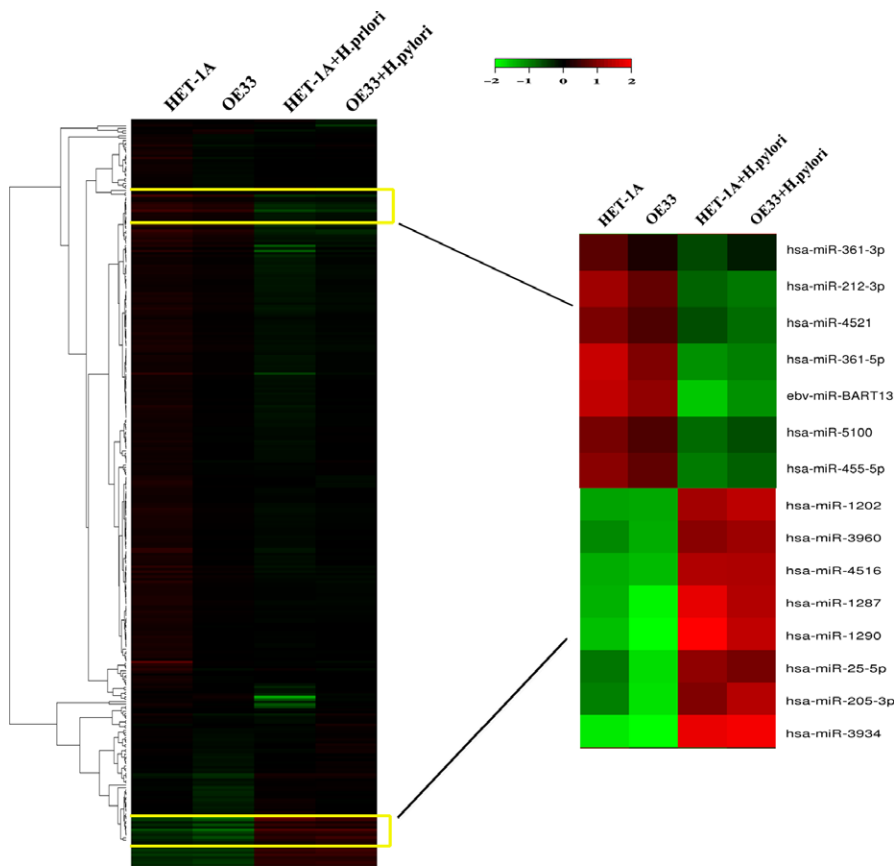 HET-1A
OE33
HET-1A+H.prlori
OE33+H.pylori
-2 -1 0 1 2
HET-1A
OE33
HET-1A+H.pylori
OE33+H.pylori
hsa-miR-361-3p
hsa-miR-212-3p
hsa-miR-4521
hsa-miR-361-5p
ebv-miR-BART13
hsa-miR-5100
hsa-miR-455-5p
hsa-miR-1202
hsa-miR-3960
hsa-miR-4516
hsa-miR-1287
hsa-miR-1290
hsa-miR-25-5p
hsa-miR-205-3p
hsa-miR-3934